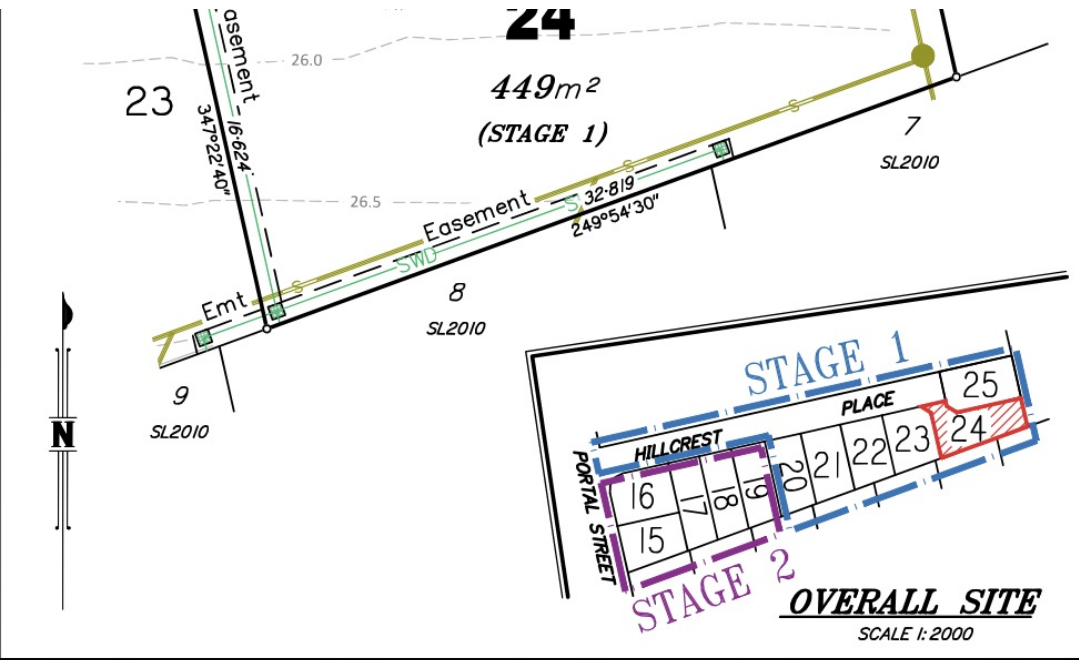 24
asement
26.0
23
449m²
(STAGE 1)
S
347°22'40"
16·624
7
SL2010
S
26.5
32·819
S
Easement
249°54'30"
SWD
S
8
SL2010
Emt
9
SL2010
N
STAGE 1
25
PLACE
24
HILLCREST
23
22
21
20
19
18
17
16
15
PORTAL STREET
STAGE 2
OVERALL SITE
SCALE 1:2000